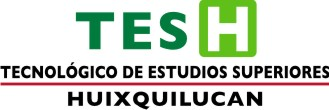 TESH
TECNOLÓGICO DE ESTUDIOS SUPERIORES
HUIXQUILUCAN